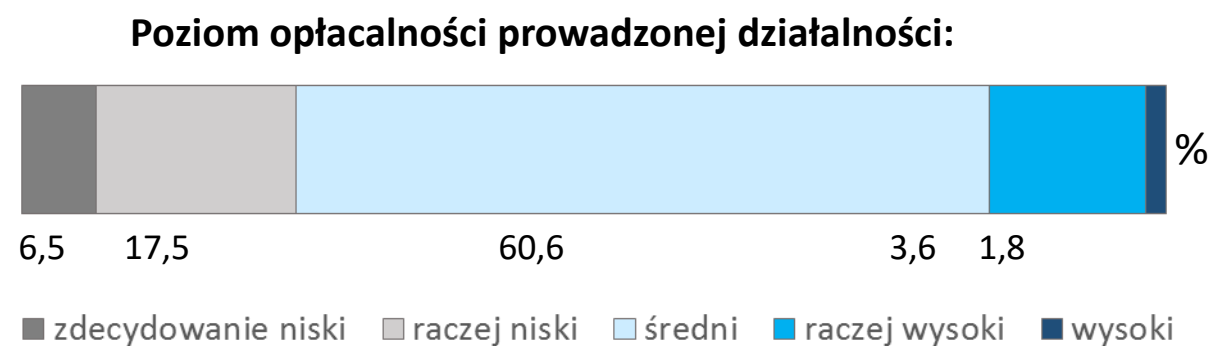 Poziom opłacalności prowadzonej działalności:
%
6,5 17,5 60,6 3,6 1,8
zdecydowanie niski raczej niski średni raczej wysoki wysoki